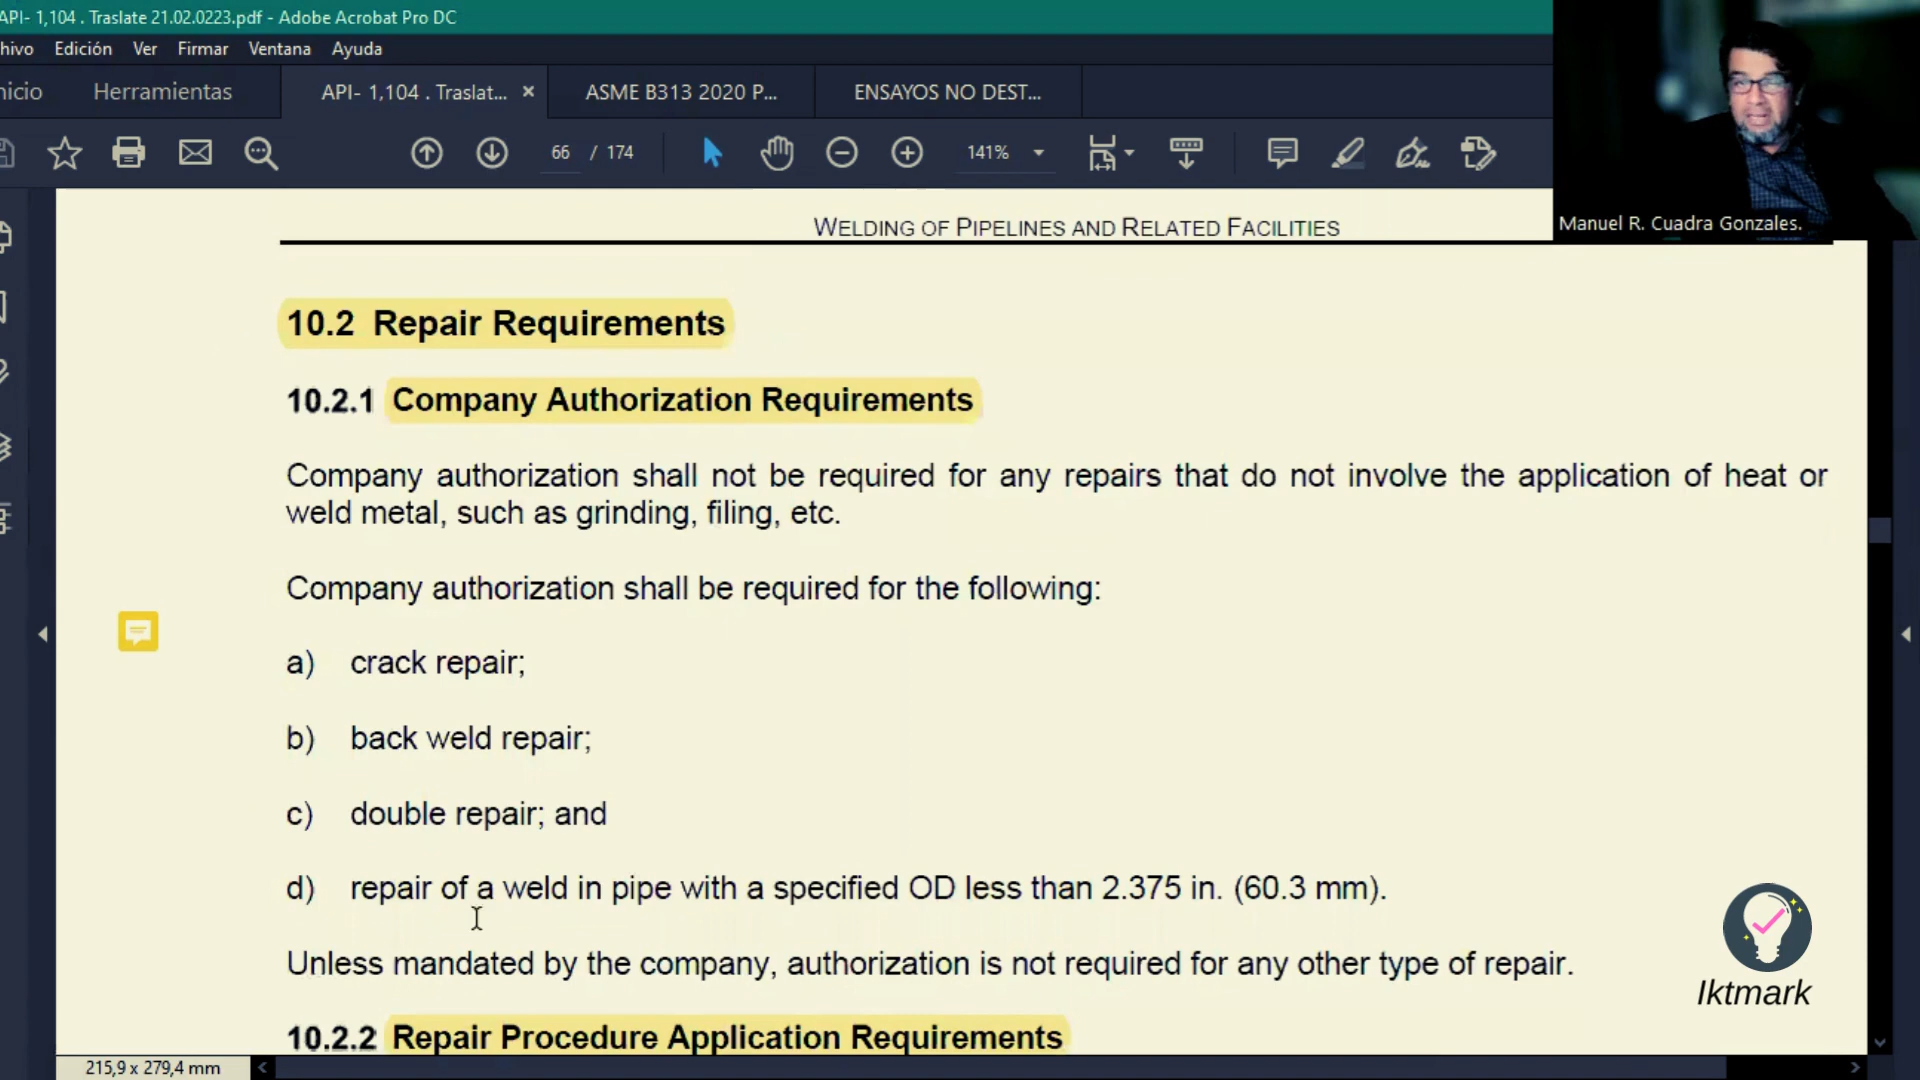 API- 1,104 . Traslate 21.02.0223.pdf - Adobe Acrobat Pro DC
hivo Edición Ver Firmar Ventana Ayuda
nicio Herramientas API- 1,104 . Traslat... × ASME B313 2020 P... ENSAYOS NO DEST...
66 / 174 141%
Manuel R. Cuadra Gonzales.
WELDING OF PIPELINES AND RELATED FACILITIES
10.2 Repair Requirements
10.2.1 Company Authorization Requirements
Company authorization shall not be required for any repairs that do not involve the application of heat or
weld metal, such as grinding, filing, etc.
Company authorization shall be required for the following:
a) crack repair;
b) back weld repair;
c) double repair; and
d) repair of a weld in pipe with a specified OD less than 2.375 in. (60.3 mm).
Unless mandated by the company, authorization is not required for any other type of repair.
10.2.2 Repair Procedure Application Requirements
Iktmark
215,9 x 279,4 mm